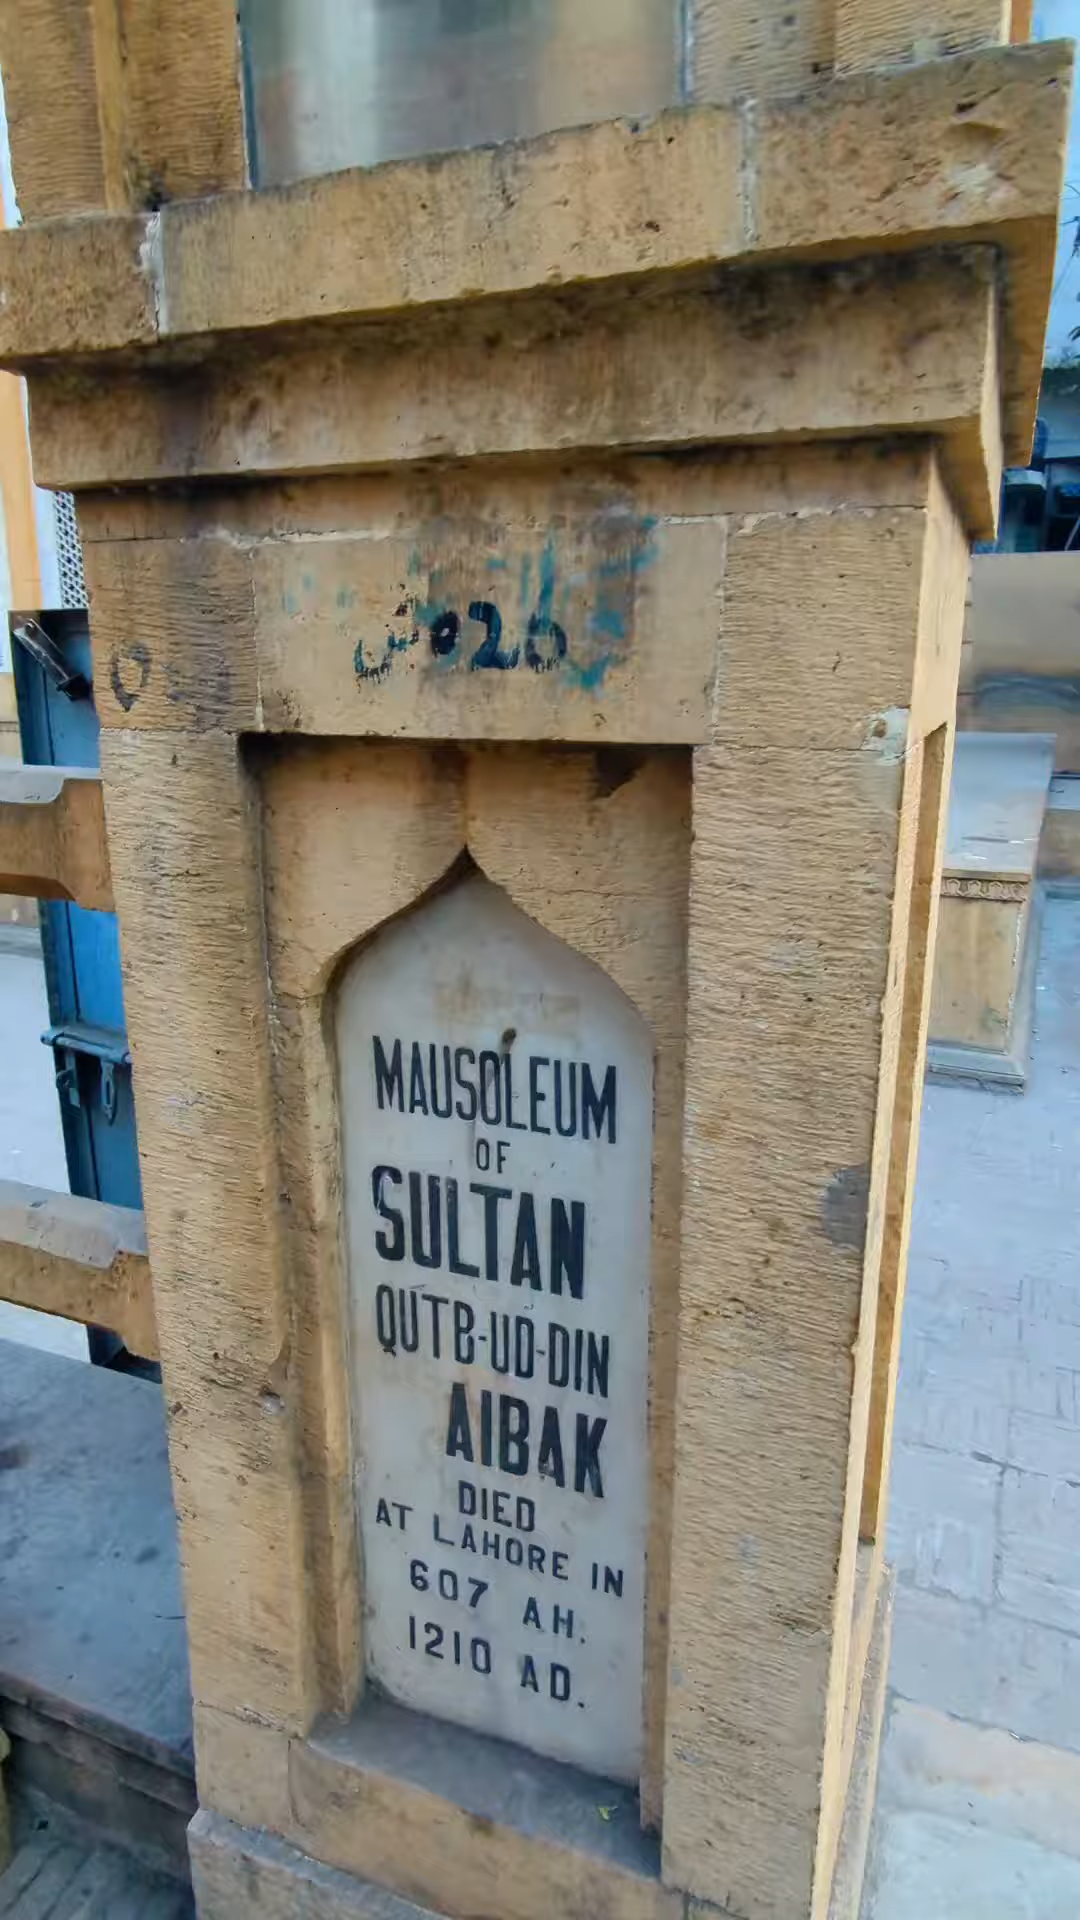 MAUSOLEUM
OF
SULTAN
QUTB-UD-DIN
AIBAK
DIED
AT LAHORE IN
607 AH.
1210 AD.